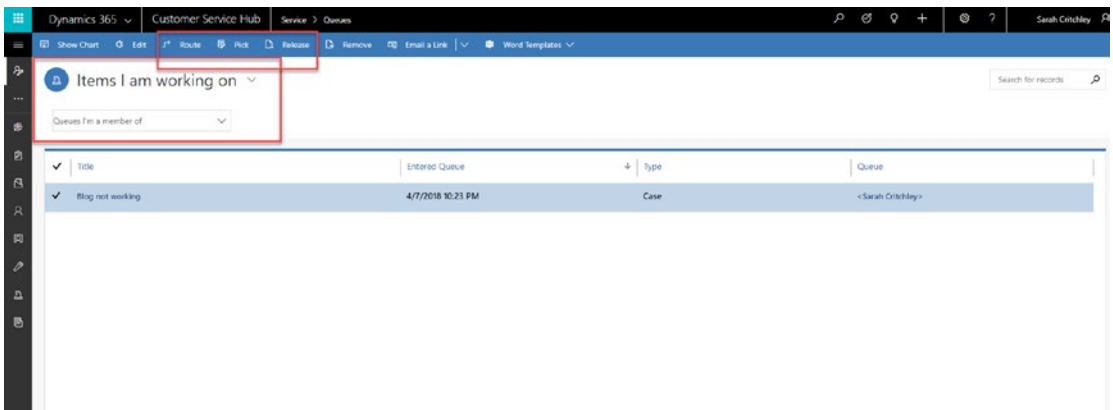 Dynamics 365 Customer Service Hub Service > Queues Sarah Critchley
Show Chart Edit Route Pick Release Remove Email a Link Word Templates
Items I am working on
Search for records
Queues I'm a member of
Title Entered Queue Type Queue
Blog not working 4/7/2018 10:23 PM Case <Sarah Critchley>